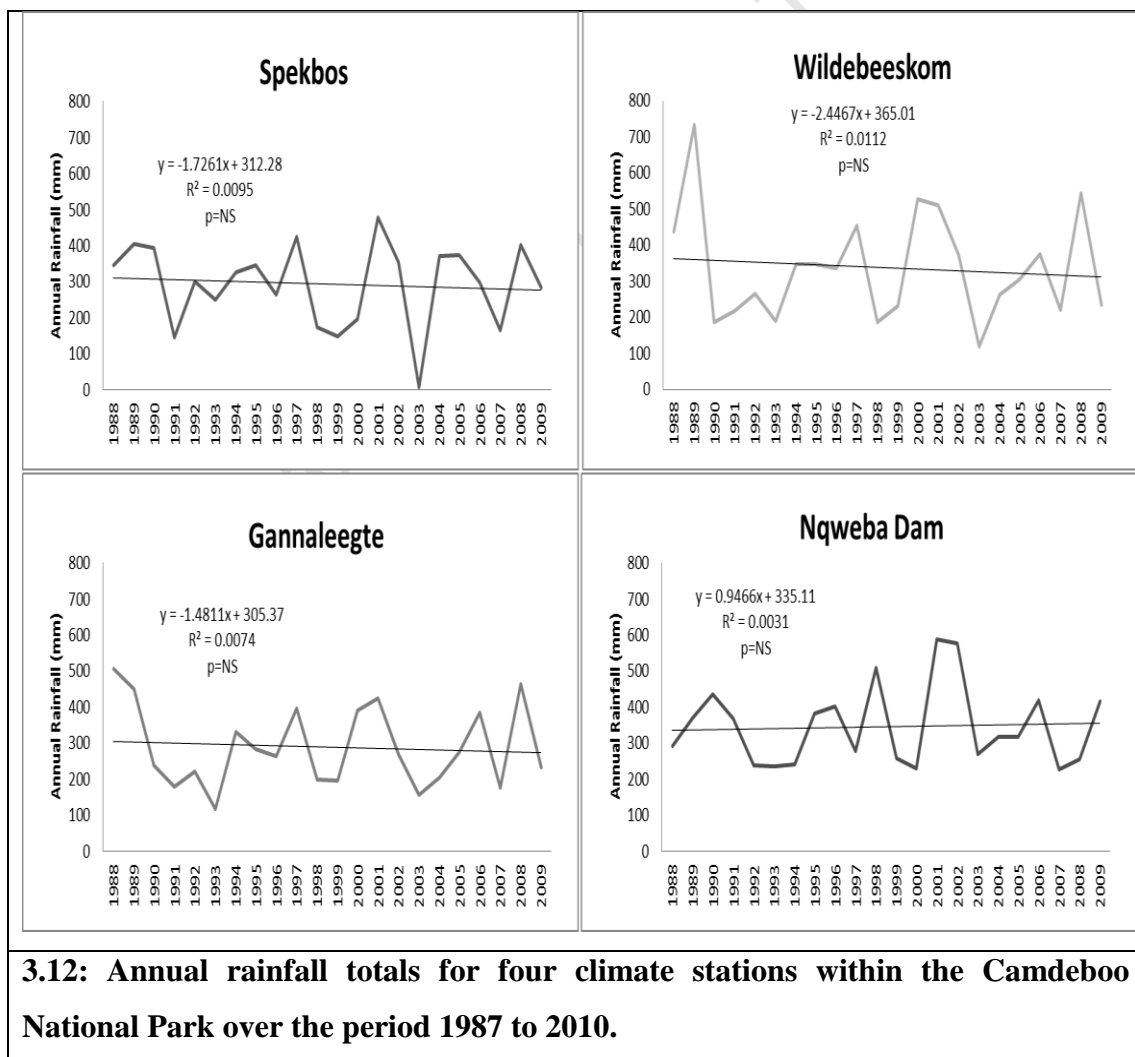 Spekbos
Annual Rainfall (mm)
800
700
600
500
400
300
200
100
0
y = -1.7261x + 312.28
R² = 0.0095
p=NS
1988 1989 1990 1991 1992 1993 1994 1995 1996 1997 1998 1999 2000 2001 2002 2003 2004 2005 2006 2007 2008 2009
Wildebeeskom
Annual Rainfall (mm)
800
700
600
500
400
300
200
100
0
y = -2.4467x + 365.01
R² = 0.0112
p=NS
1988 1989 1990 1991 1992 1993 1994 1995 1996 1997 1998 1999 2000 2001 2002 2003 2004 2005 2006 2007 2008 2009
Gannaleegte
Annual Rainfall (mm)
800
700
600
500
400
300
200
100
0
y = -1.4811x + 305.37
R² = 0.0074
p=NS
1988 1989 1990 1991 1992 1993 1994 1995 1996 1997 1998 1999 2000 2001 2002 2003 2004 2005 2006 2007 2008 2009
Nqweba Dam
Annual Rainfall (mm)
800
700
600
500
400
300
200
100
0
y = 0.9466x + 335.11
R² = 0.0031
p=NS
1988 1989 1990 1991 1992 1993 1994 1995 1996 1997 1998 1999 2000 2001 2002 2003 2004 2005 2006 2007 2008 2009
3.12: Annual rainfall totals for four climate stations within the Camdeboo
National Park over the period 1987 to 2010.